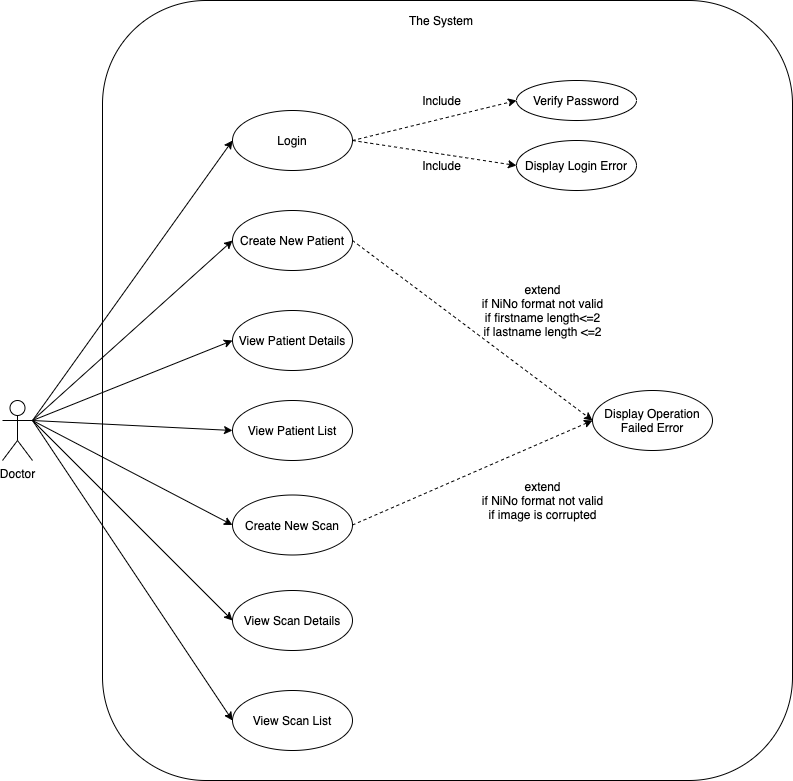 The System
Include
Verify Password
Login
Include
Display Login Error
Create New Patient
extend
if NiNo format not valid
if firstname length<=2
if lastname length <=2
View Patient Details
Display Operation
Failed Error
View Patient List
Doctor
extend
if NiNo format not valid
if image is corrupted
Create New Scan
View Scan Details
View Scan List